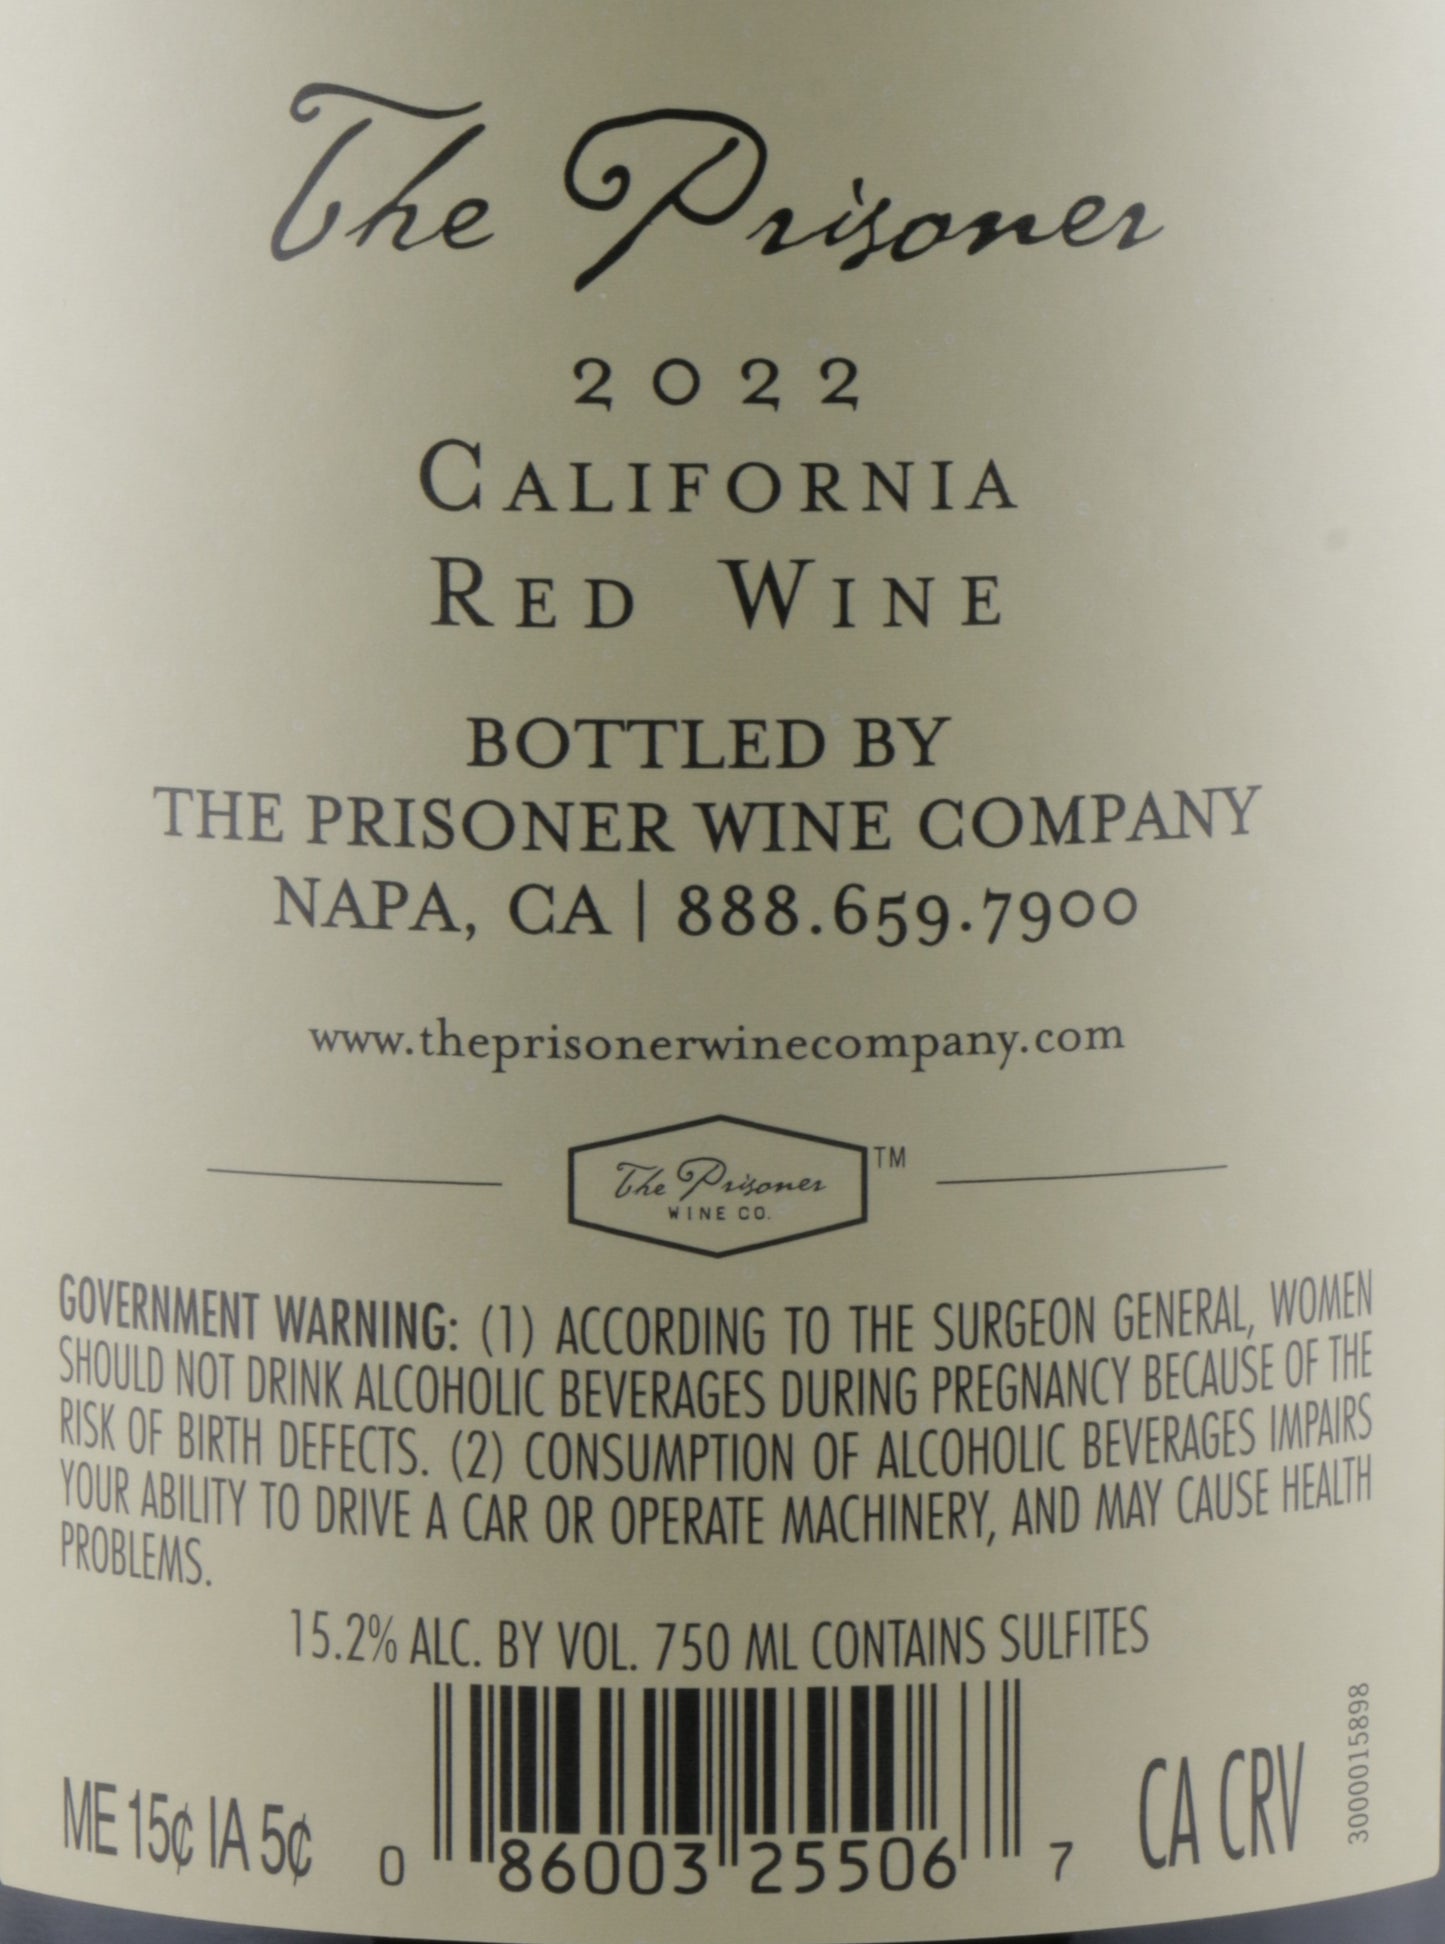 The Prisoner
2022
CALIFORNIA
RED WINE
BOTTLED BY
THE PRISONER WINE COMPANY
NAPA, CA | 888.659.7900
www.theprisonerwinecompany.com
The Prisoner TM
WINE CO.
GOVERNMENT WARNING: (1) ACCORDING TO THE SURGEON GENERAL, WOMEN
SHOULD NOT DRINK ALCOHOLIC BEVERAGES DURING PREGNANCY BECAUSE OF THE
RISK OF BIRTH DEFECTS. (2) CONSUMPTION OF ALCOHOLIC BEVERAGES IMPAIRS
YOUR ABILITY TO DRIVE A CAR OR OPERATE MACHINERY, AND MAY CAUSE HEALTH
PROBLEMS.
15.2% ALC. BY VOL. 750 ML CONTAINS SULFITES
ME 15¢ IA 5¢
0 86003 25506 7
CA CRV
3000015898